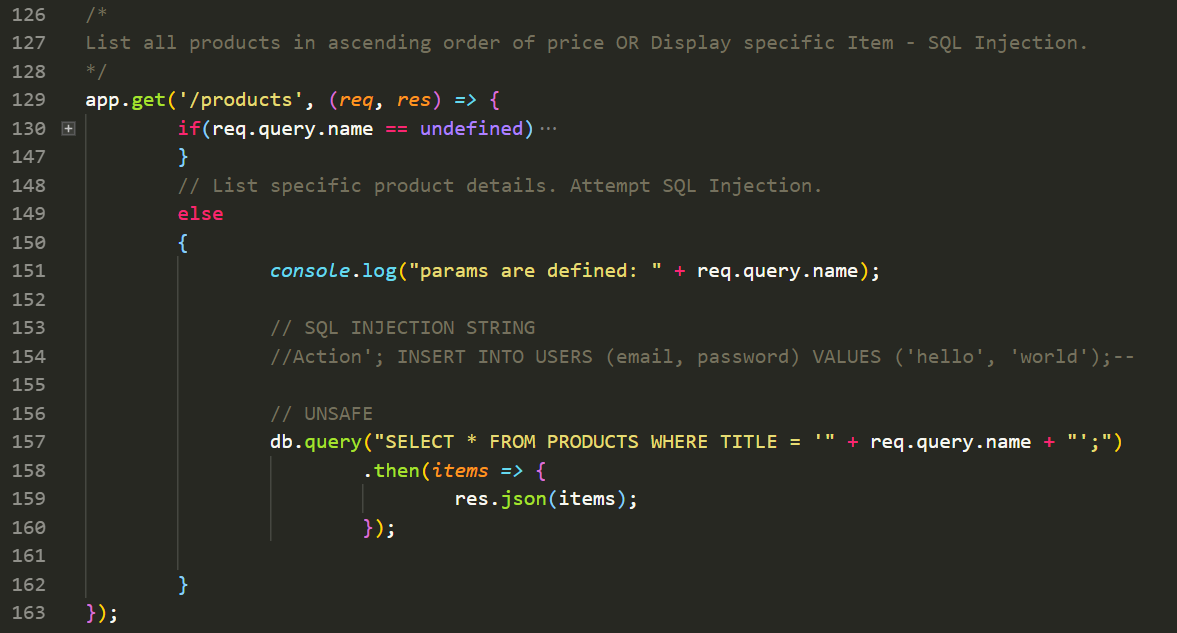 126 /*
127 List all products in ascending order of price OR Display specific Item - SQL Injection.
128 */
129 app.get('/products', (req, res) => {
130 + if(req.query.name == undefined)···
147 }
148 // List specific product details. Attempt SQL Injection.
149 else
150 {
151 console.log("params are defined: " + req.query.name);
152
153 // SQL INJECTION STRING
154 //Action'; INSERT INTO USERS (email, password) VALUES ('hello', 'world');--
155
156 // UNSAFE
157 db.query("SELECT * FROM PRODUCTS WHERE TITLE = '" + req.query.name + "';")
158 .then(items => {
159 res.json(items);
160 });
161
162 }
163 });